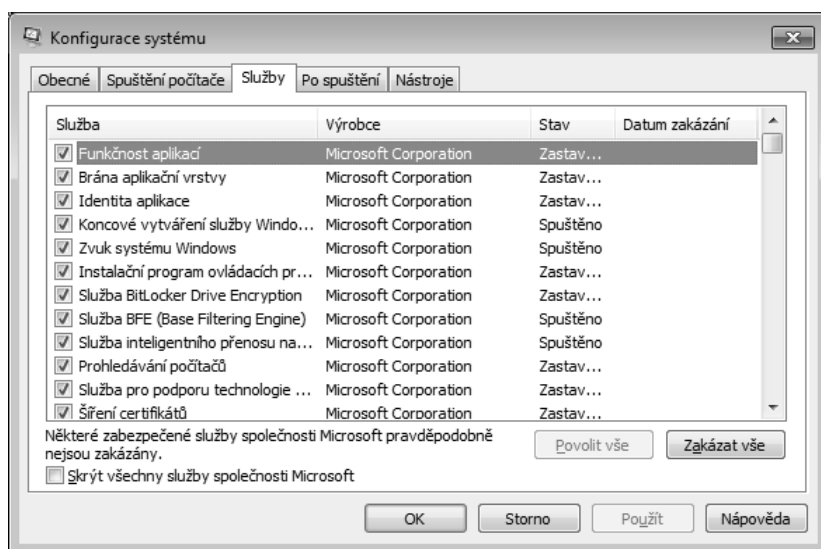 Konfigurace systému
Obecné Spuštění počítače Služby Po spuštění Nástroje
Služba Výrobce Stav Datum zakázání
Funkčnost aplikací Microsoft Corporation Zastav...
Brána aplikační vrstvy Microsoft Corporation Zastav...
Identita aplikace Microsoft Corporation Zastav...
Koncové vytváření služby Windo... Microsoft Corporation Spuštěno
Zvuk systému Windows Microsoft Corporation Spuštěno
Instalační program ovládacích pr... Microsoft Corporation Zastav...
Služba BitLocker Drive Encryption Microsoft Corporation Zastav...
Služba BFE (Base Filtering Engine) Microsoft Corporation Spuštěno
Služba inteligentního přenosu na... Microsoft Corporation Spuštěno
Prohledávání počítačů Microsoft Corporation Zastav...
Služba pro podporu technologie ... Microsoft Corporation Zastav...
Šíření certifikátů Microsoft Corporation Zastav...
Některé zabezpečené služby společnosti Microsoft pravděpodobně
nejsou zakázány.
Povolit vše Zakázat vše
Skrýt všechny služby společnosti Microsoft
OK Storno Použít Nápověda